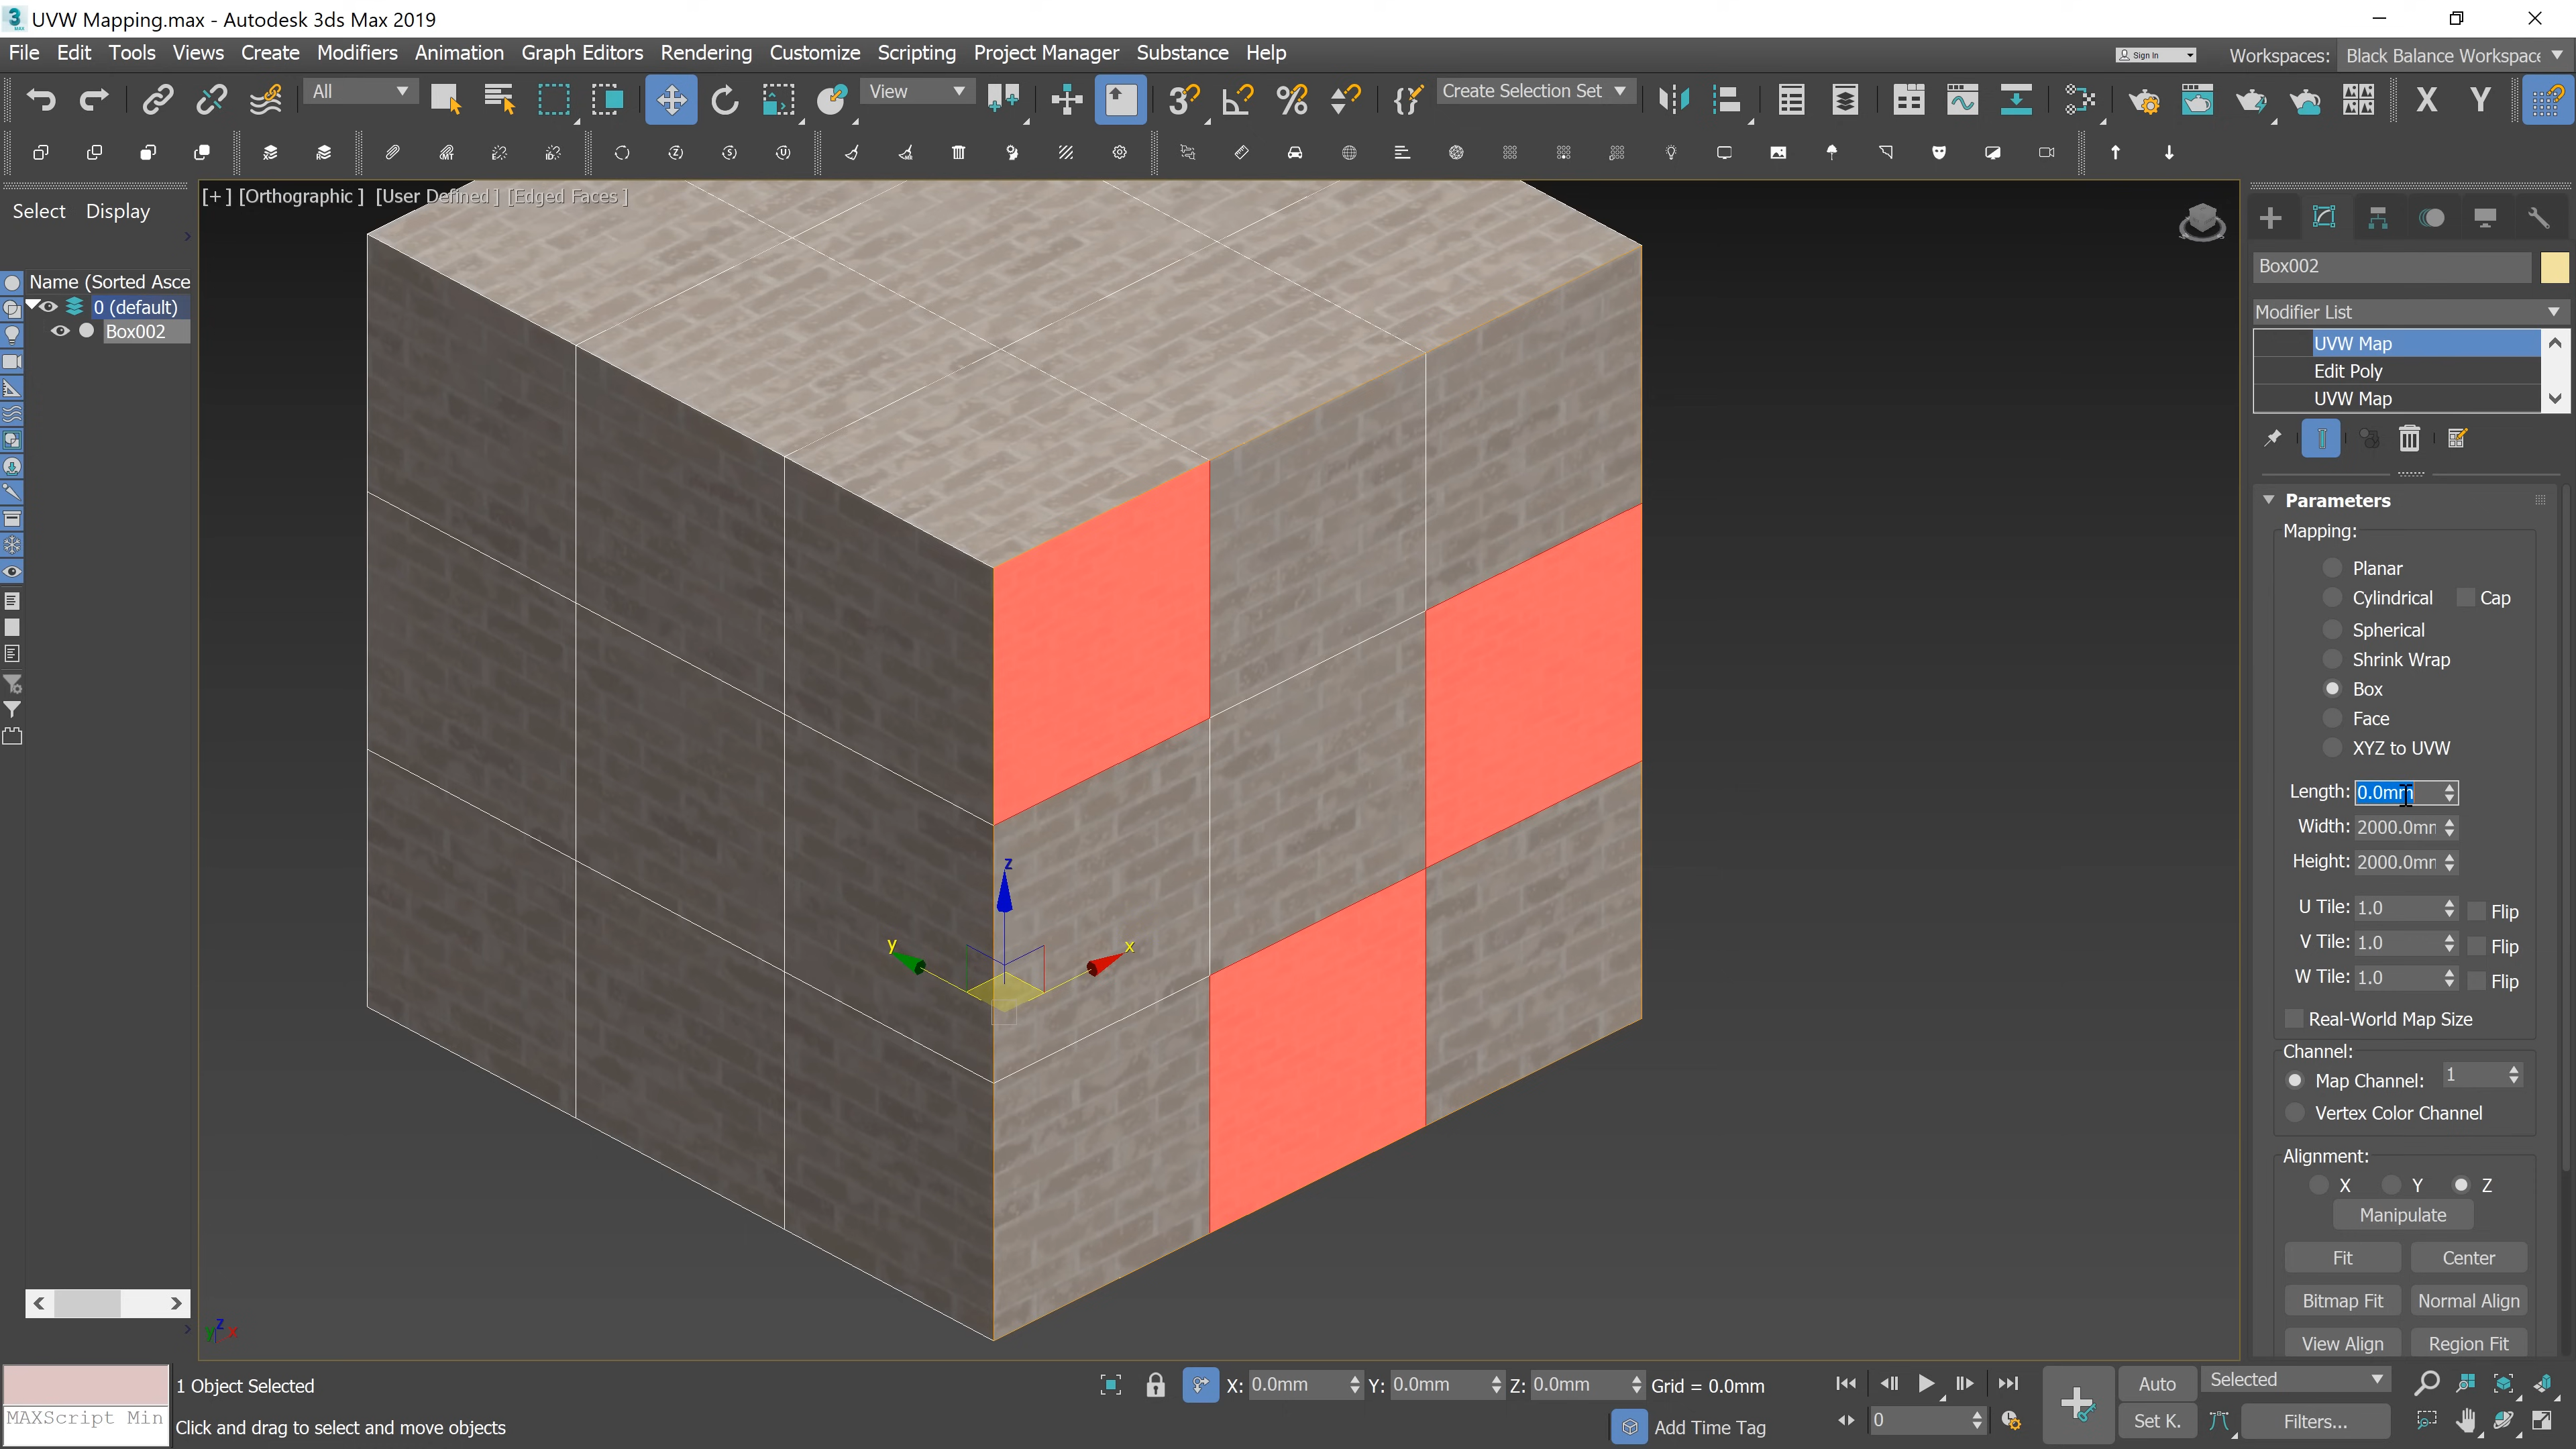 UVW Mapping.max - Autodesk 3ds Max 2019
File Edit Tools Views Create Modifiers Animation Graph Editors Rendering Customize Scripting Project Manager Substance Help
Sign In
Workspaces: Black Balance Workspace
All
View
Create Selection Set
X Y
Select Display
[+] [Orthographic] [User Defined] [Edged Faces]
Name (Sorted Asce
0 (default)
Box002
Box002
Modifier List
UVW Map
Edit Poly
UVW Map
Parameters
Mapping:
Planar
Cylindrical Cap
Spherical
Shrink Wrap
Box
Face
XYZ to UVW
Length: 0.0mm
Width: 2000.0mr
Height: 2000.0mr
U Tile: 1.0 Flip
V Tile: 1.0 Flip
W Tile: 1.0 Flip
Real-World Map Size
Channel:
Map Channel: 1
Vertex Color Channel
Alignment:
X Y Z
Manipulate
Fit Center
Bitmap Fit Normal Align
View Align Region Fit
z
y x
z
y x
1 Object Selected
X: 0.0mm Y: 0.0mm Z: 0.0mm Grid = 0.0mm
Auto Selected
MAXScript Min
Click and drag to select and move objects
Add Time Tag
0
Set K. Filters...